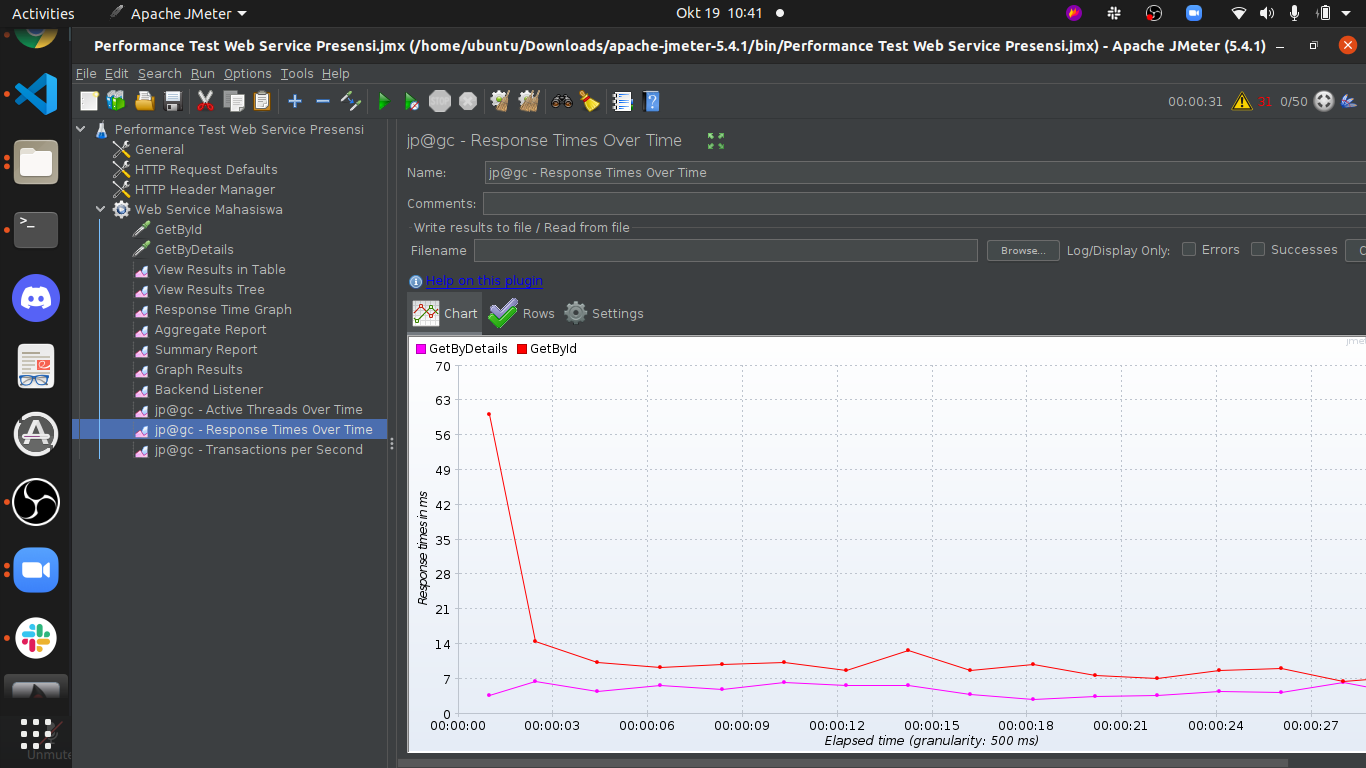 Activities
Apache JMeter
Okt 19 10:41
Performance Test Web Service Presensi.jmx (/home/ubuntu/Downloads/apache-jmeter-5.4.1/bin/Performance Test Web Service Presensi.jmx) - Apache JMeter (5.4.1)
File Edit Search Run Options Tools Help
00:00:31 31 0/50
Performance Test Web Service Presensi
General
HTTP Request Defaults
HTTP Header Manager
Web Service Mahasiswa
GetById
GetByDetails
View Results in Table
View Results Tree
Response Time Graph
Aggregate Report
Summary Report
Graph Results
Backend Listener
jp@gc - Active Threads Over Time
jp@gc - Response Times Over Time
jp@gc - Transactions per Second
jp@gc - Response Times Over Time
Name: jp@gc - Response Times Over Time
Comments:
Write results to file / Read from file
Filename Browse... Log/Display Only: Errors Successes
Help on this plugin
Chart Rows Settings
GetByDetails GetById
70
63
56
49
42
35
28
21
14
7
0
Response times in ms
00:00:00 00:00:03 00:00:06 00:00:09 00:00:12 00:00:15 00:00:18 00:00:21 00:00:24 00:00:27
Elapsed time (granularity: 500 ms)
Unmute